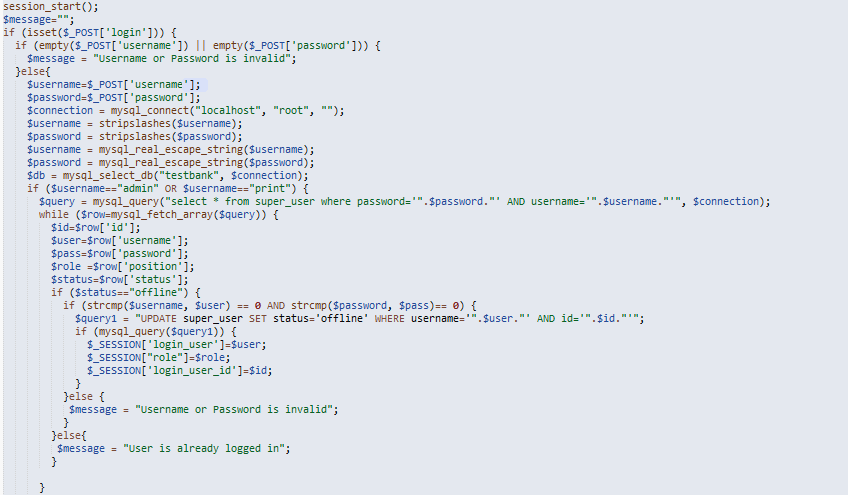 session_start();
$message="";
if (isset($_POST['login'])) {
if (empty($_POST['username']) || empty($_POST['password'])) {
$message = "Username or Password is invalid";
}else{
$username=$_POST['username'];
$password=$_POST['password'];
$connection = mysql_connect("localhost", "root", "");
$username = stripslashes($username);
$password = stripslashes($password);
$username = mysql_real_escape_string($username);
$password = mysql_real_escape_string($password);
$db = mysql_select_db("testbank", $connection);
if ($username=="admin" OR $username=="print") {
$query = mysql_query("select * from super_user where password='".$password."' AND username='".$username."'", $connection);
while ($row=mysql_fetch_array($query)) {
$id=$row['id'];
$user=$row['username'];
$pass=$row['password'];
$role =$row['position'];
$status=$row['status'];
if ($status=="offline") {
if (strcmp($username, $user) == 0 AND strcmp($password, $pass)== 0) {
$query1 = "UPDATE super_user SET status='offline' WHERE username='".$user."' AND id='".$id."'";
if (mysql_query($query1)) {
$_SESSION['login_user']=$user;
$_SESSION["role"]=$role;
$_SESSION['login_user_id']=$id;
}
}else {
$message = "Username or Password is invalid";
}
}else{
$message = "User is already logged in";
}
}